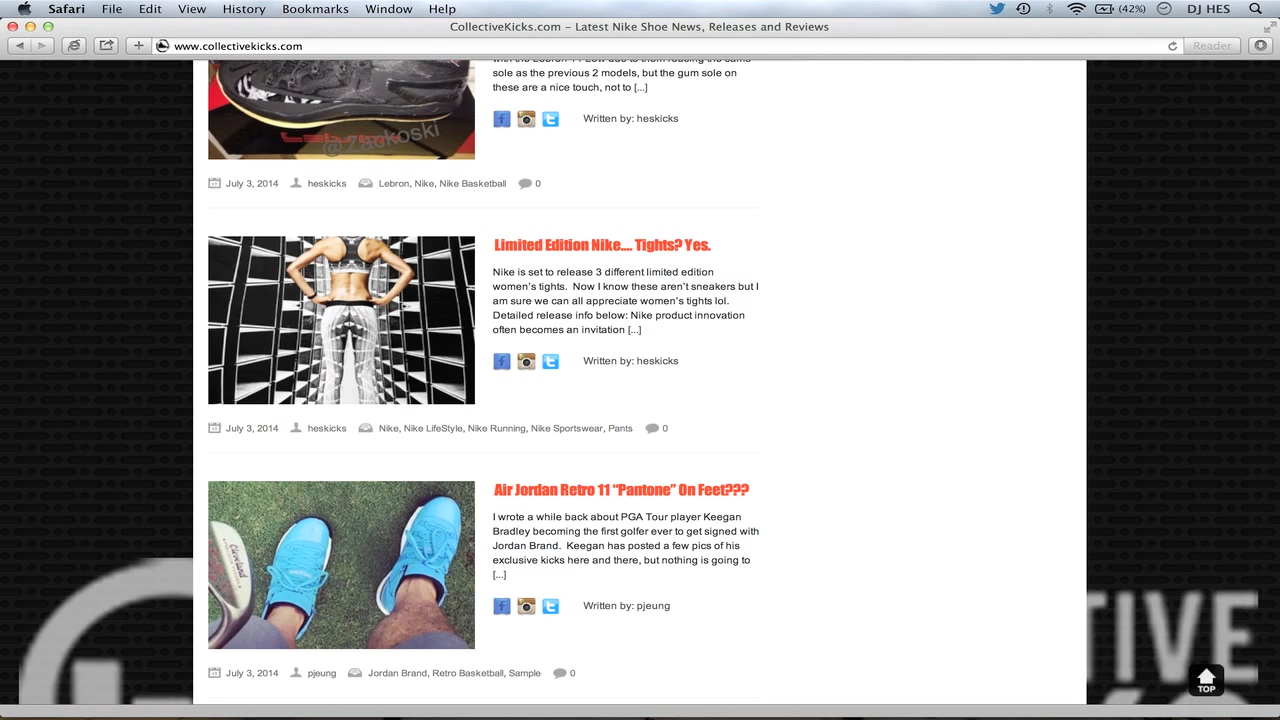 Safari File Edit View History Bookmarks Window Help (42%) DJ HES
CollectiveKicks.com – Latest Nike Shoe News, Releases and Reviews
www.collectivekicks.com Reader
sole as the previous 2 models, but the gum sole on
these are a nice touch, not to [...]
@Zackoski
Written by: heskicks
July 3, 2014 heskicks Lebron, Nike, Nike Basketball 0
Limited Edition Nike.... Tights? Yes.
Nike is set to release 3 different limited edition
women's tights. Now I know these aren't sneakers but I
am sure we can all appreciate women's tights lol.
Detailed release info below: Nike product innovation
often becomes an invitation [...]
Written by: heskicks
July 3, 2014 heskicks Nike, Nike LifeStyle, Nike Running, Nike Sportswear, Pants 0
Air Jordan Retro 11 "Pantone" On Feet???
I wrote a while back about PGA Tour player Keegan
Bradley becoming the first golfer ever to get signed with
Jordan Brand. Keegan has posted a few pics of his
exclusive kicks here and there, but nothing is going to
[...]
Cleveland
Written by: pjeung
July 3, 2014 pjeung Jordan Brand, Retro Basketball, Sample 0
TIVE
TOP